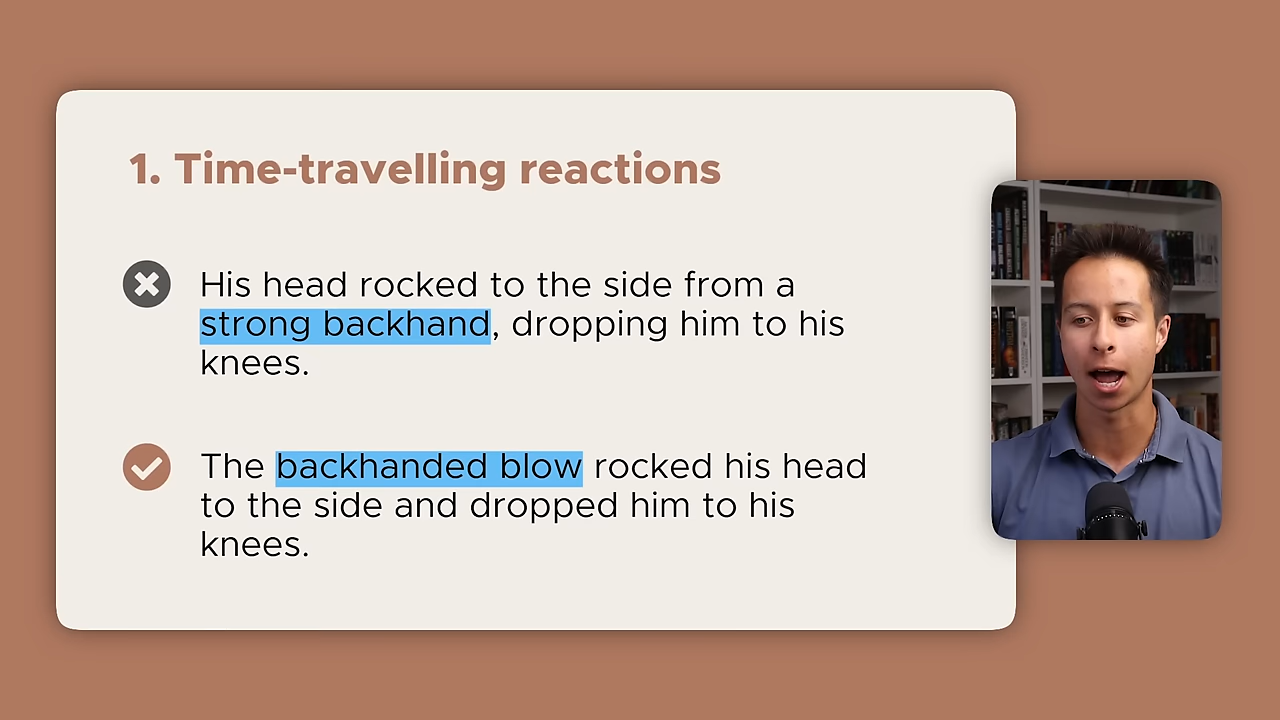 1. Time-travelling reactions
His head rocked to the side from a
strong backhand, dropping him to his
knees.
The backhanded blow rocked his head
to the side and dropped him to his
knees.